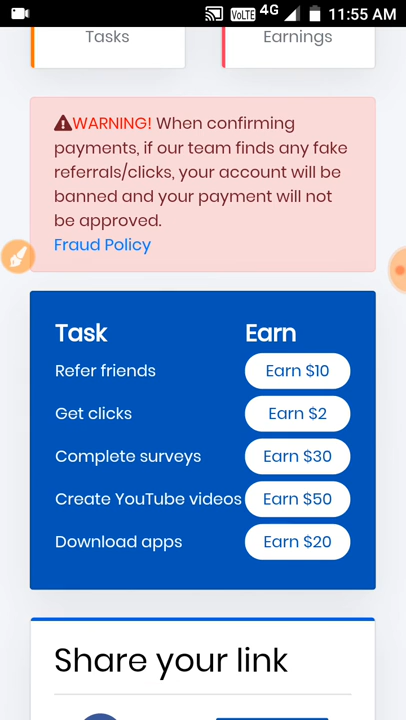 VoLTE 4G 11:55 AM
Tasks Earnings
WARNING! When confirming
payments, if our team finds any fake
referrals/clicks, your account will be
banned and your payment will not
be approved.
Fraud Policy
Task Earn
Refer friends Earn $10
Get clicks Earn $2
Complete surveys Earn $30
Create YouTube videos Earn $50
Download apps Earn $20
Share your link